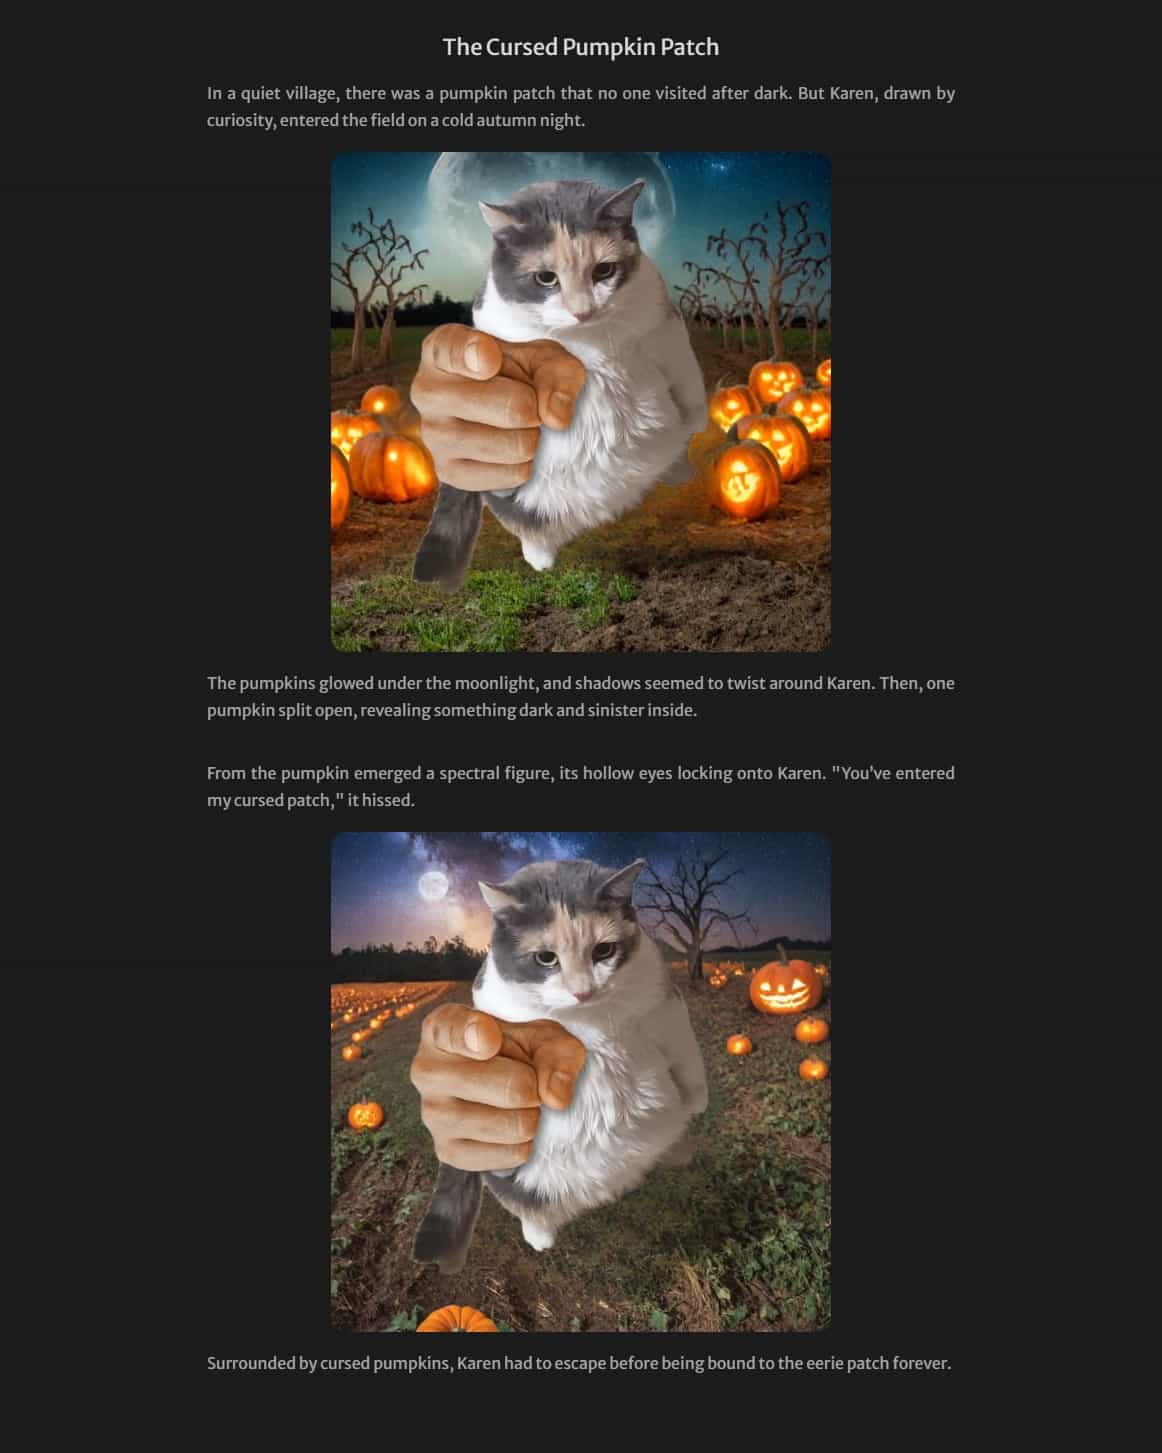 The Cursed Pumpkin Patch
In a quiet village, there was a pumpkin patch that no one visited after dark. But Karen, drawn by
curiosity, entered the field on a cold autumn night.
The pumpkins glowed under the moonlight, and shadows seemed to twist around Karen. Then, one
pumpkin split open, revealing something dark and sinister inside.
From the pumpkin emerged a spectral figure, its hollow eyes locking onto Karen. "You've entered
my cursed patch," it hissed.
Surrounded by cursed pumpkins, Karen had to escape before being bound to the eerie patch forever.